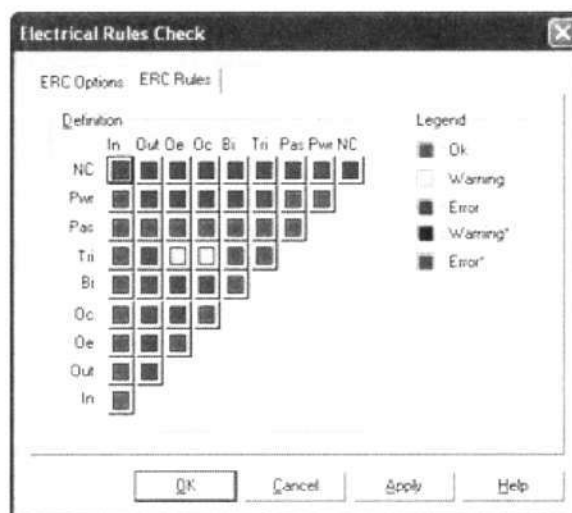 Electrical Rules Check
ERC Options ERC Rules
Definition
In Out Oe Oc Bi Tri Pas Pwr NC
NC
Pwr
Pas
Tri
Bi
Oc
Oe
Out
In
Legend
Ok
Warning
Error
Warning*
Error*
OK Cancel Apply Help